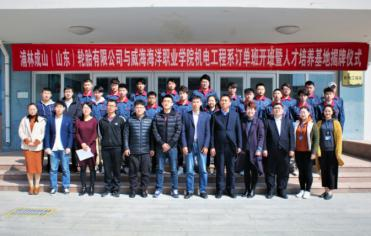 浦林成山（山东）轮胎有限公司与威海海洋职业学院机电工程系订单班开班暨人才培养基地揭牌仪式